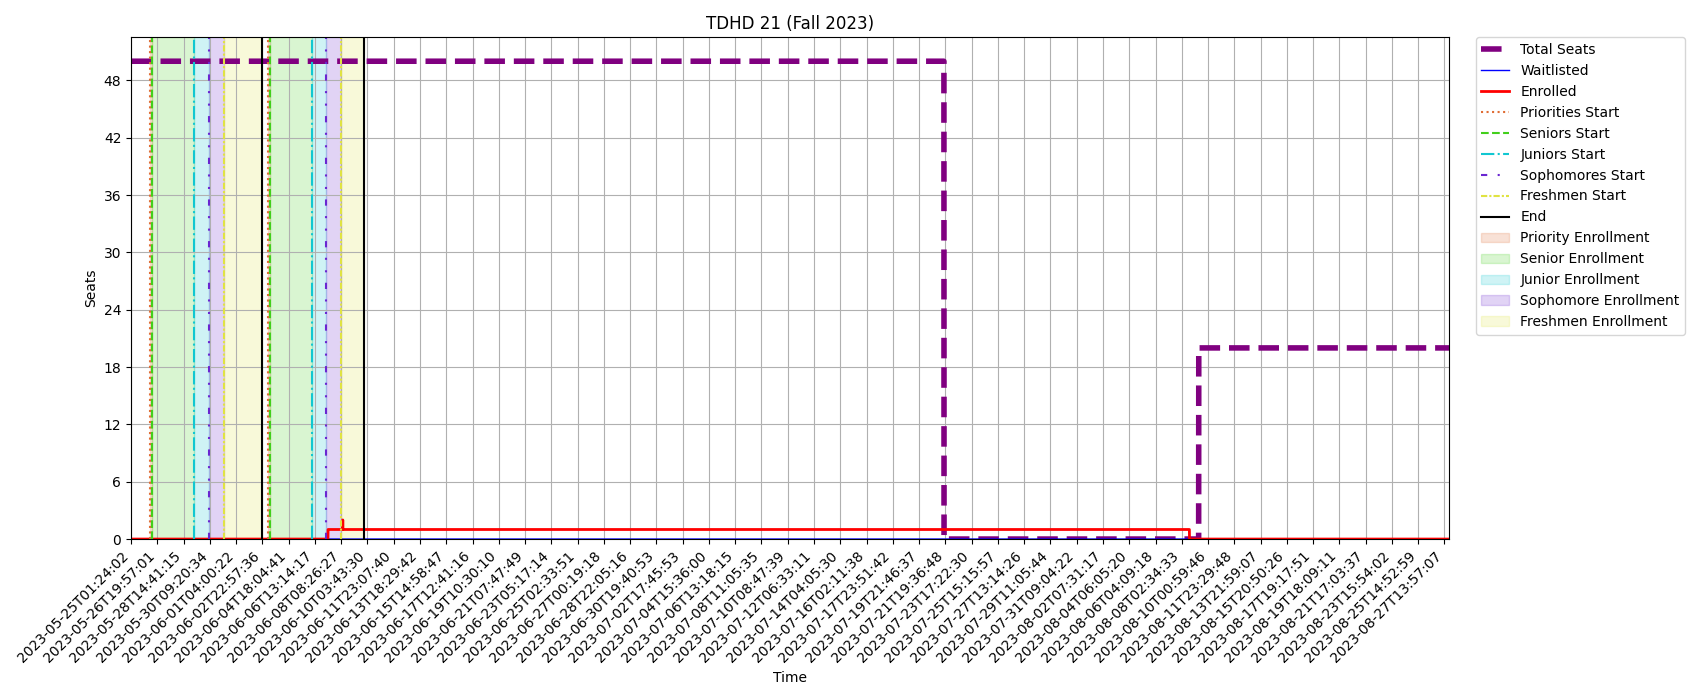 TDHD 21 (Fall 2023)
Total Seats
Waitlisted
Enrolled
Priorities Start
Seniors Start
Juniors Start
Sophomores Start
Freshmen Start
End
Priority Enrollment
Senior Enrollment
Junior Enrollment
Sophomore Enrollment
Freshmen Enrollment
Seats
48
42
36
30
24
18
12
6
0
2023-05-25T01:24:02
2023-05-26T19:57:01
2023-05-28T14:41:15
2023-05-30T09:20:34
2023-06-01T04:00:22
2023-06-02T22:57:36
2023-06-04T18:04:41
2023-06-06T13:14:17
2023-06-08T08:26:27
2023-06-10T03:43:30
2023-06-11T23:07:40
2023-06-13T18:29:42
2023-06-15T14:58:47
2023-06-17T12:41:16
2023-06-19T10:30:10
2023-06-21T07:47:49
2023-06-23T05:17:14
2023-06-25T02:33:51
2023-06-27T00:19:18
2023-06-28T22:05:16
2023-06-30T19:40:53
2023-07-02T17:45:53
2023-07-04T15:36:00
2023-07-06T13:18:15
2023-07-08T11:05:35
2023-07-10T08:47:39
2023-07-12T06:33:11
2023-07-14T04:05:30
2023-07-16T02:11:38
2023-07-17T23:51:42
2023-07-19T21:46:37
2023-07-21T19:36:48
2023-07-23T17:22:30
2023-07-25T15:15:57
2023-07-27T13:14:26
2023-07-29T11:05:44
2023-07-31T09:04:22
2023-08-02T07:31:17
2023-08-04T06:05:20
2023-08-06T04:09:18
2023-08-08T02:34:33
2023-08-10T00:59:46
2023-08-11T23:29:48
2023-08-13T21:59:07
2023-08-15T20:50:26
2023-08-17T19:17:51
2023-08-19T18:09:11
2023-08-21T17:03:37
2023-08-23T15:54:02
2023-08-25T14:52:59
2023-08-27T13:57:07
Time